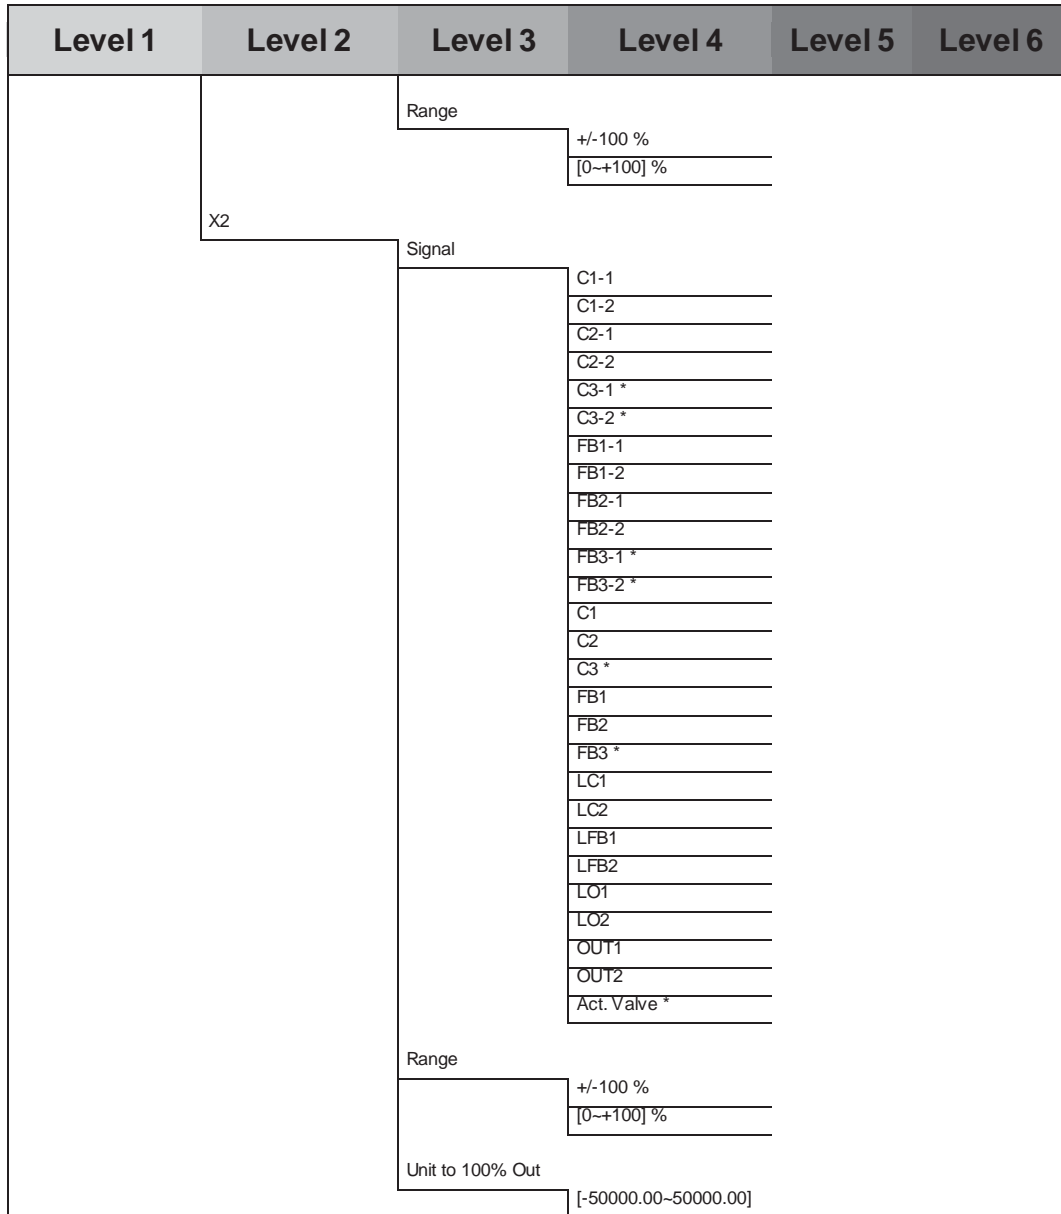 Level 1 Level 2 Level 3 Level 4 Level 5 Level 6
Range
+/-100 %
[0~+100] %
X2
Signal
C1-1
C1-2
C2-1
C2-2
C3-1 *
C3-2 *
FB1-1
FB1-2
FB2-1
FB2-2
FB3-1 *
FB3-2 *
C1
C2
C3 *
FB1
FB2
FB3 *
LC1
LC2
LFB1
LFB2
LO1
LO2
OUT1
OUT2
Act. Valve *
Range
+/-100 %
[0~+100] %
Unit to 100% Out
[-50000.00~50000.00]